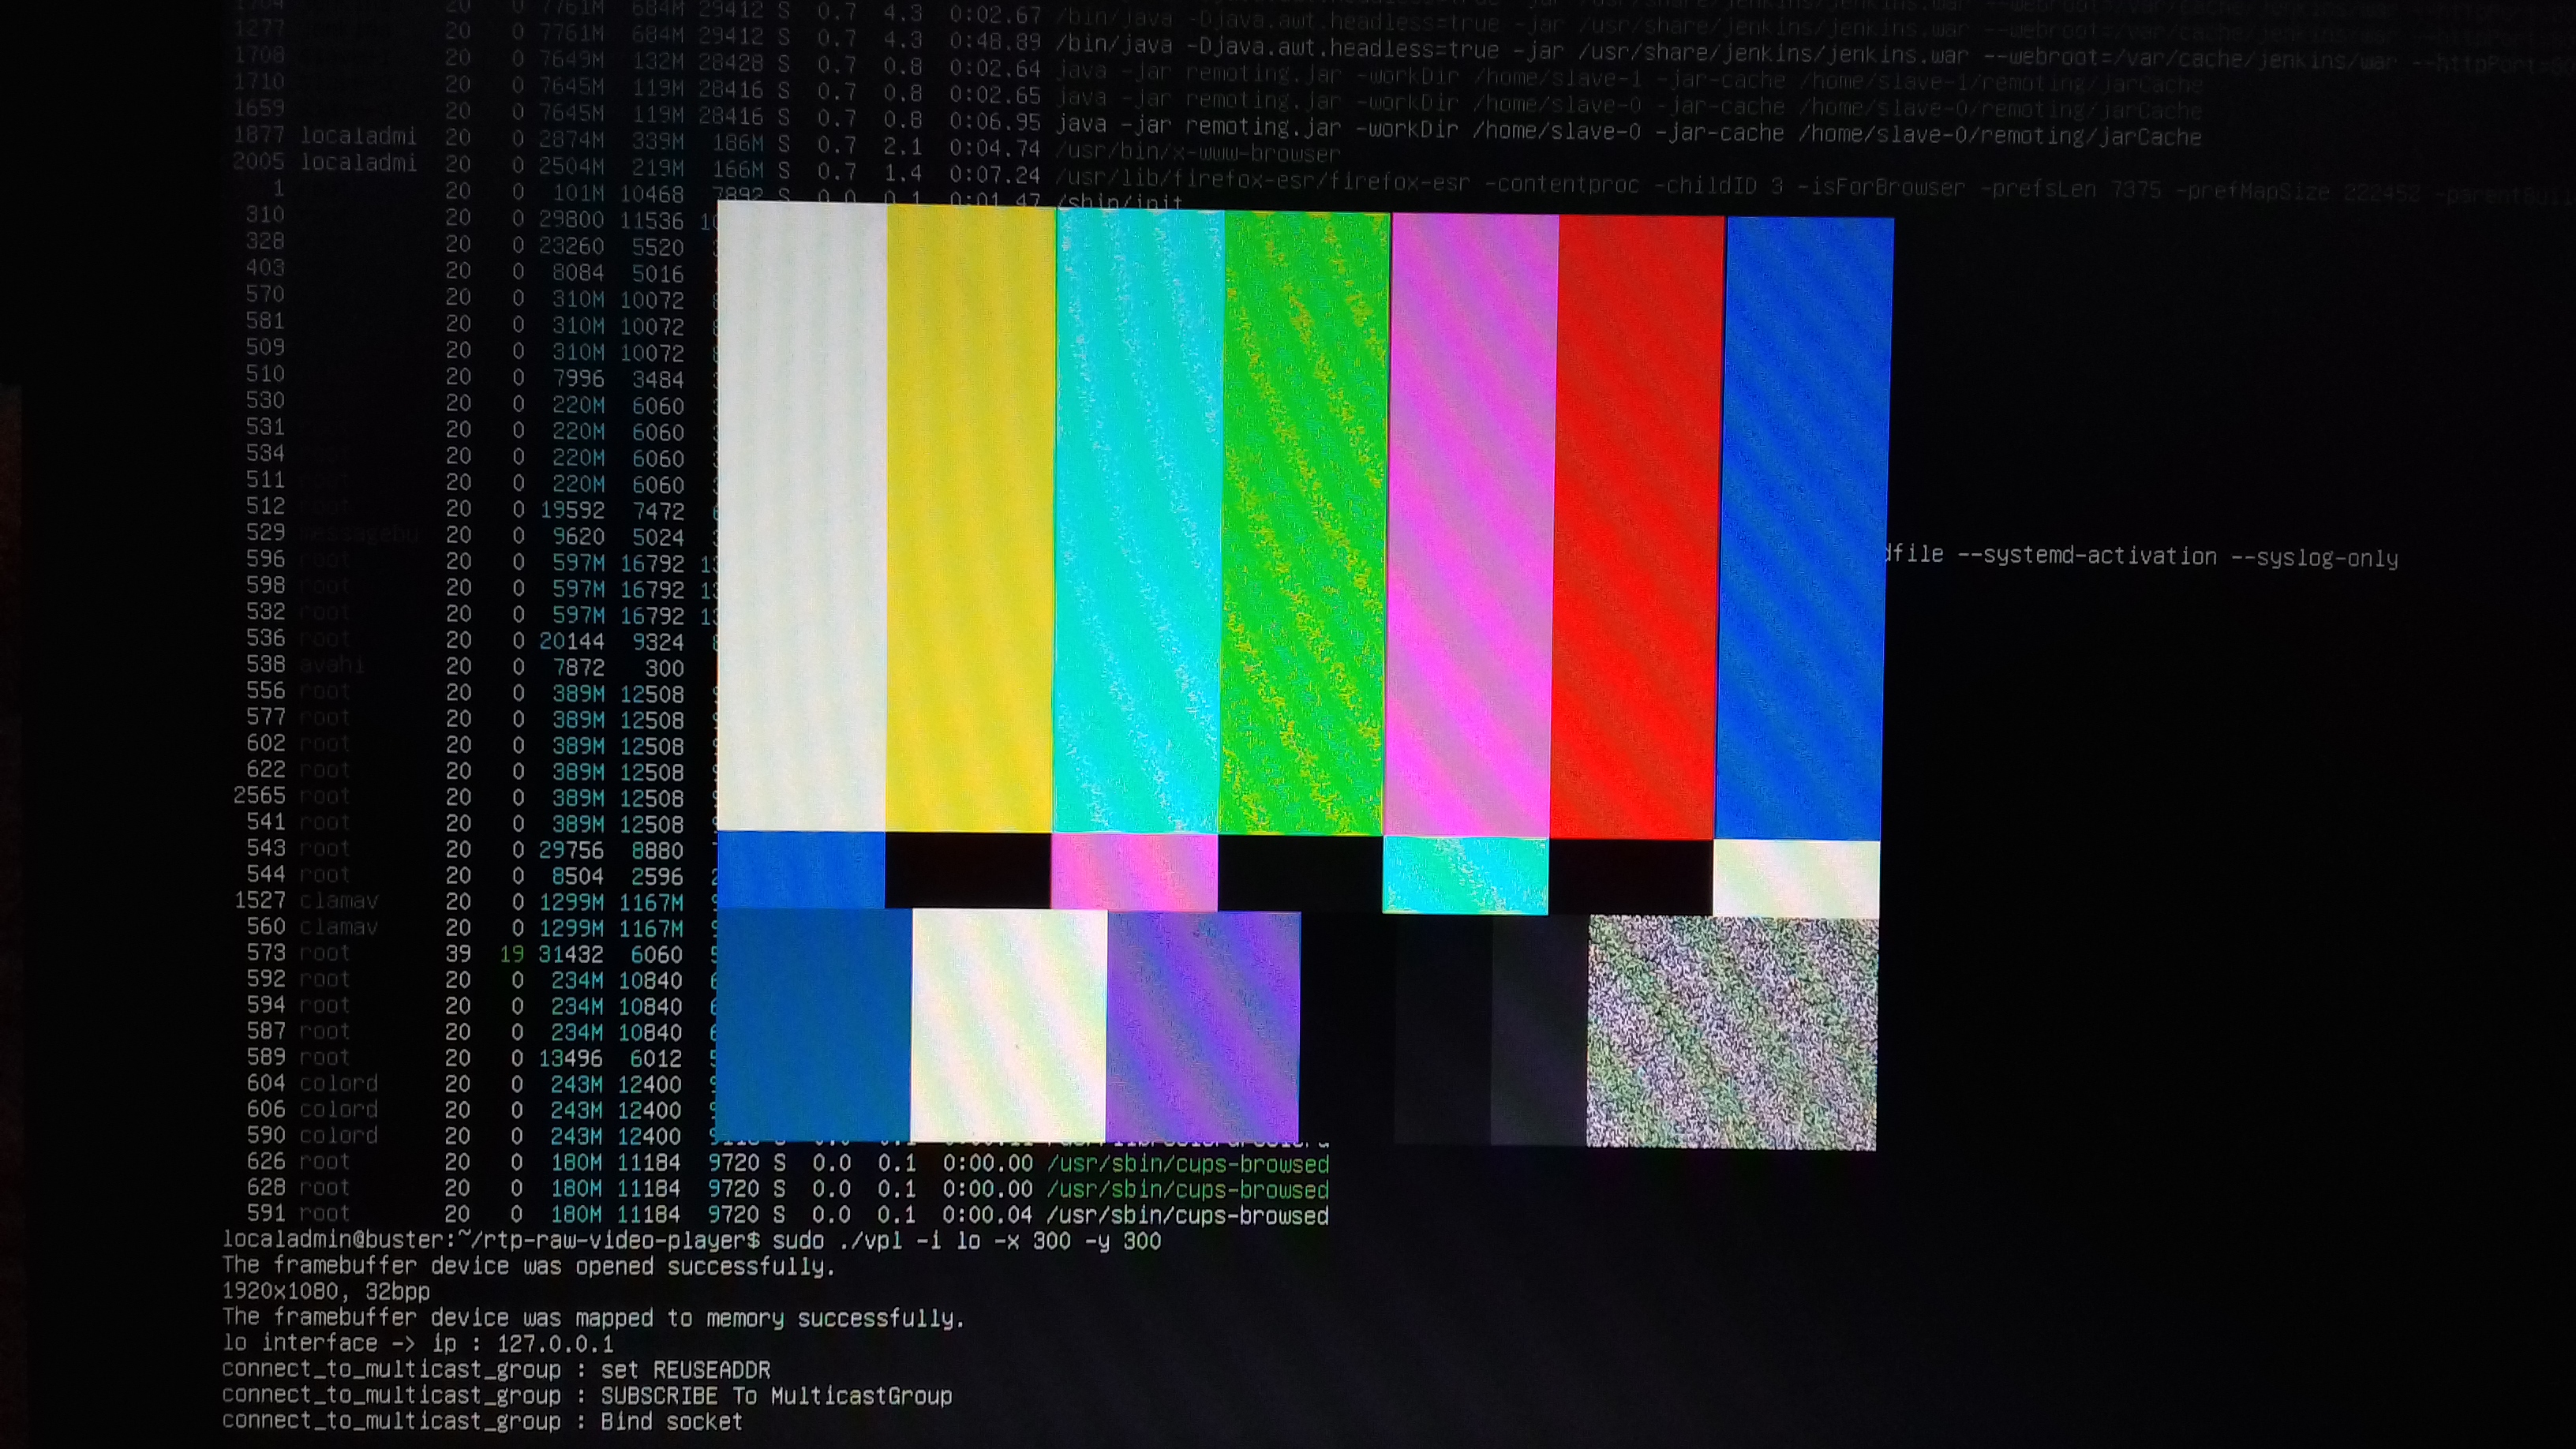 20 0 7761M 684M 29412 S 0.7 4.3 0:02.67 /bin/java -Djava.awt.headless=true -jar /usr/share/jenkins/jenkins.war
1277 20 0 7761M 684M 29412 S 0.7 4.3 0:48.89 /bin/java -Djava.awt.headless=true -jar /usr/share/jenkins/jenkins.war --webroot=/var/cache/jenkins/war
1708 20 0 7649M 132M 28428 S 0.7 0.8 0:02.64 java -jar remoting.jar -workDir /home/slave-1 -jar-cache /home/slave-1/remoting/jarCache
1710 20 0 7645M 119M 28416 S 0.7 0.8 0:02.65 java -jar remoting.jar -workDir /home/slave-0 -jar-cache /home/slave-0/remoting/jarCache
1659 20 0 7645M 119M 28416 S 0.7 0.8 0:06.95 java -jar remoting.jar -workDir /home/slave-0 -jar-cache /home/slave-0/remoting/jarCache
1877 localadmi 20 0 2874M 339M 186M S 0.7 2.1 0:04.74 /usr/bin/x-www-browser
2005 localadmi 20 0 2504M 219M 166M S 0.7 1.4 0:07.24 /usr/lib/firefox-esr/firefox-esr -contentproc -childID 3 -isForBrowser -prefsLen 7375 -prefMapSize 222452
1 20 0 101M 10468 7892 S 0.0 0.1 0:01.47 /sbin/init
310 20 0 29800 11536
328 20 0 23260 5520
403 20 0 8084 5016
570 20 0 310M 10072
581 20 0 310M 10072
509 20 0 310M 10072
510 20 0 7996 3484
530 20 0 220M 6060
531 20 0 220M 6060
534 20 0 220M 6060
511 20 0 220M 6060
512 root 20 0 19592 7472
529 messagebu 20 0 9620 5024 dfile --systemd-activation --syslog-only
596 root 20 0 597M 16792
598 root 20 0 597M 16792
532 root 20 0 597M 16792
536 root 20 0 20144 9324
538 avahi 20 0 7872 300
556 root 20 0 389M 12508
577 root 20 0 389M 12508
602 root 20 0 389M 12508
622 root 20 0 389M 12508
2565 root 20 0 389M 12508
541 root 20 0 389M 12508
543 root 20 0 29756 8880
544 root 20 0 8504 2596
1527 clamav 20 0 1299M 1167M
560 clamav 20 0 1299M 1167M
573 root 39 19 31432 6060
592 root 20 0 234M 10840
594 root 20 0 234M 10840
587 root 20 0 234M 10840
589 root 20 0 13496 6012
604 colord 20 0 243M 12400
606 colord 20 0 243M 12400
590 colord 20 0 243M 12400
626 root 20 0 180M 11184 9720 S 0.0 0.1 0:00.00 /usr/sbin/cups-browsed
628 root 20 0 180M 11184 9720 S 0.0 0.1 0:00.00 /usr/sbin/cups-browsed
591 root 20 0 180M 11184 9720 S 0.0 0.1 0:00.04 /usr/sbin/cups-browsed
localadmin@buster:~/rtp-raw-video-player$ sudo ./vpl -i lo -x 300 -y 300
The framebuffer device was opened successfully.
1920x1080, 32bpp
The framebuffer device was mapped to memory successfully.
lo interface -> ip : 127.0.0.1
connect_to_multicast_group : set REUSEADDR
connect_to_multicast_group : SUBSCRIBE To MulticastGroup
connect_to_multicast_group : Bind socket